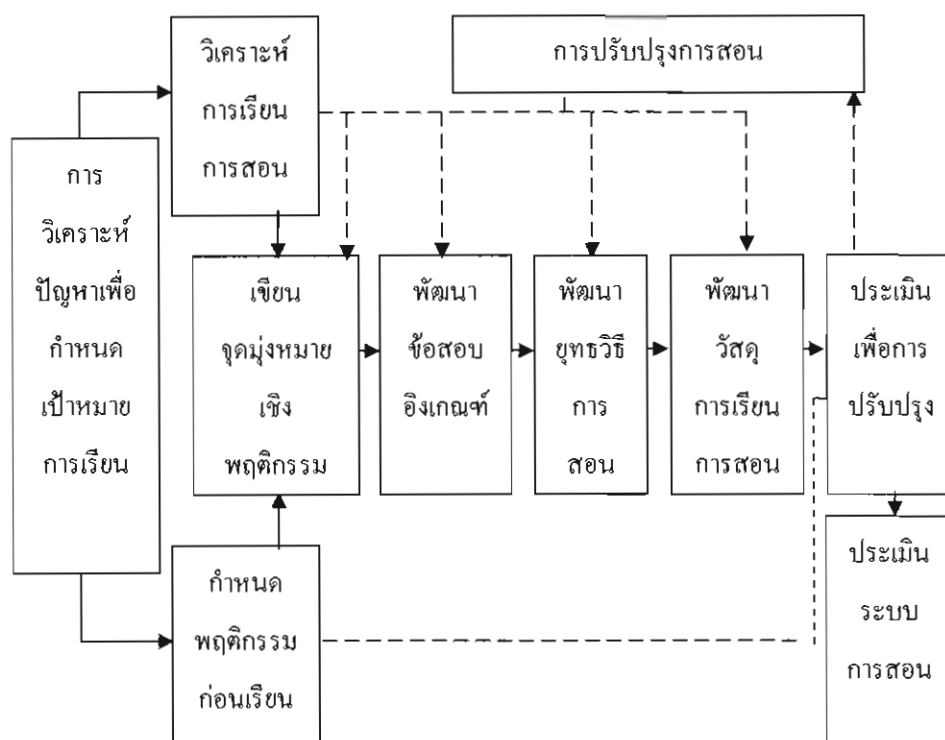 วิเคราะห์
การเรียน
การสอน
การปรับปรุงการสอน
การ
วิเคราะห์
ปัญหาเพื่อ
กำหนด
เป้าหมาย
การเรียน
เขียน
จุดมุ่งหมาย
เชิง
พฤติกรรม
พัฒนา
ข้อสอบ
อิงเกณฑ์
พัฒนา
ยุทธวิธี
การ
สอน
พัฒนา
วัสดุ
การเรียน
การสอน
ประเมิน
เพื่อการ
ปรับปรุง
กำหนด
พฤติกรรม
ก่อนเรียน
ประเมิน
ระบบ
การสอน